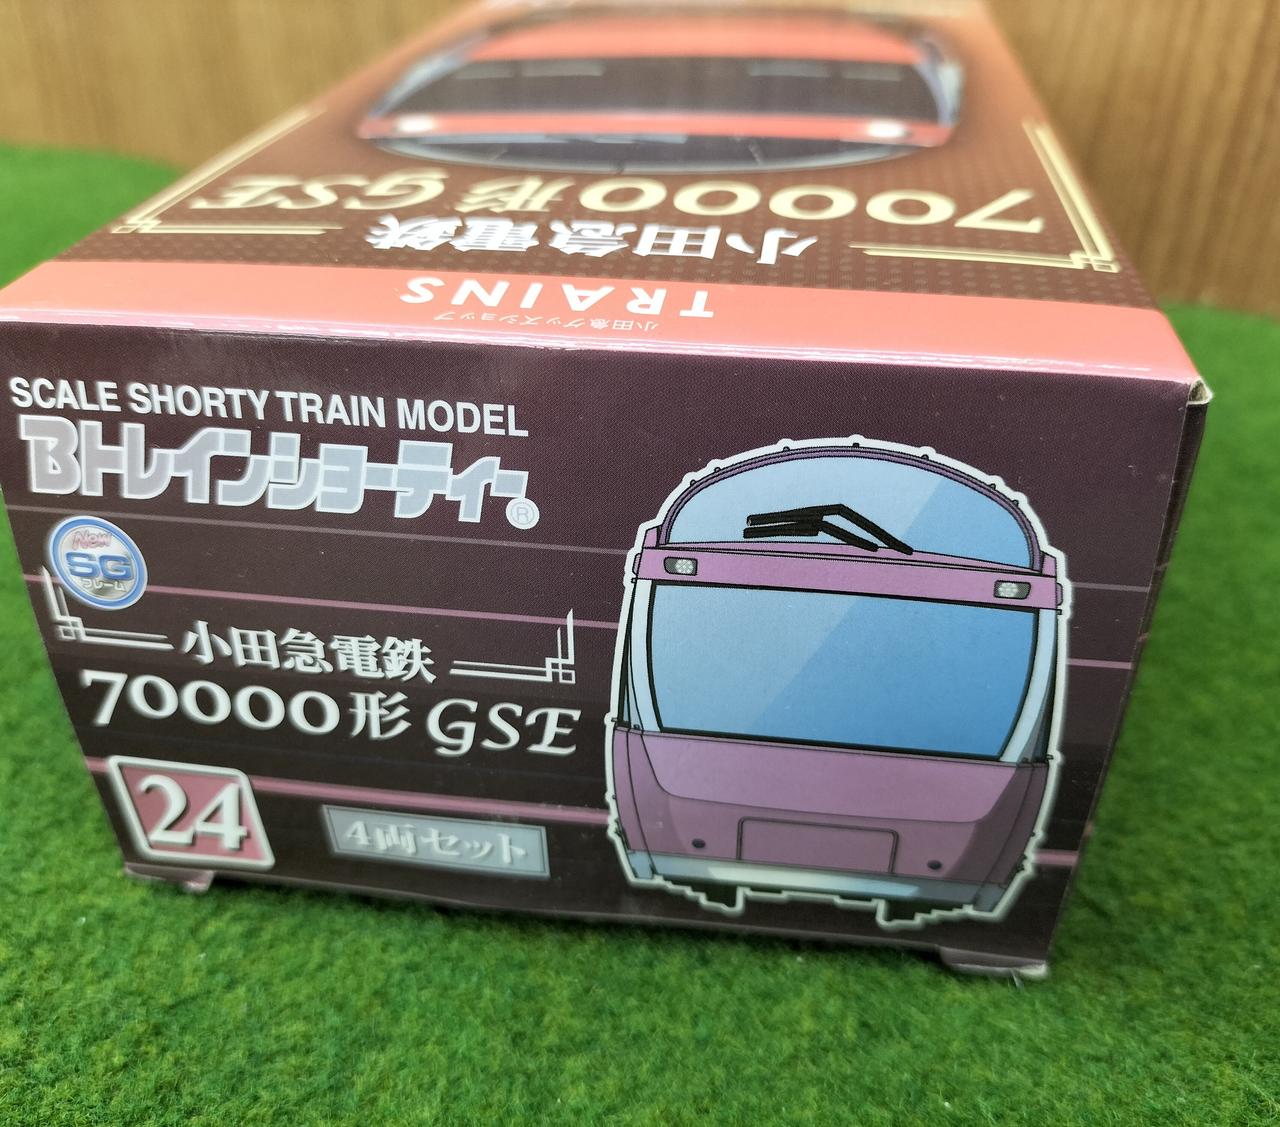 70000形GSE
小田急電鉄
TRAINS
小田急グッズショップ
SCALE SHORTY TRAIN MODEL
Bトレインショーティー®
New
SG
フレーム
小田急電鉄
70000形 GSE
24
4両セット